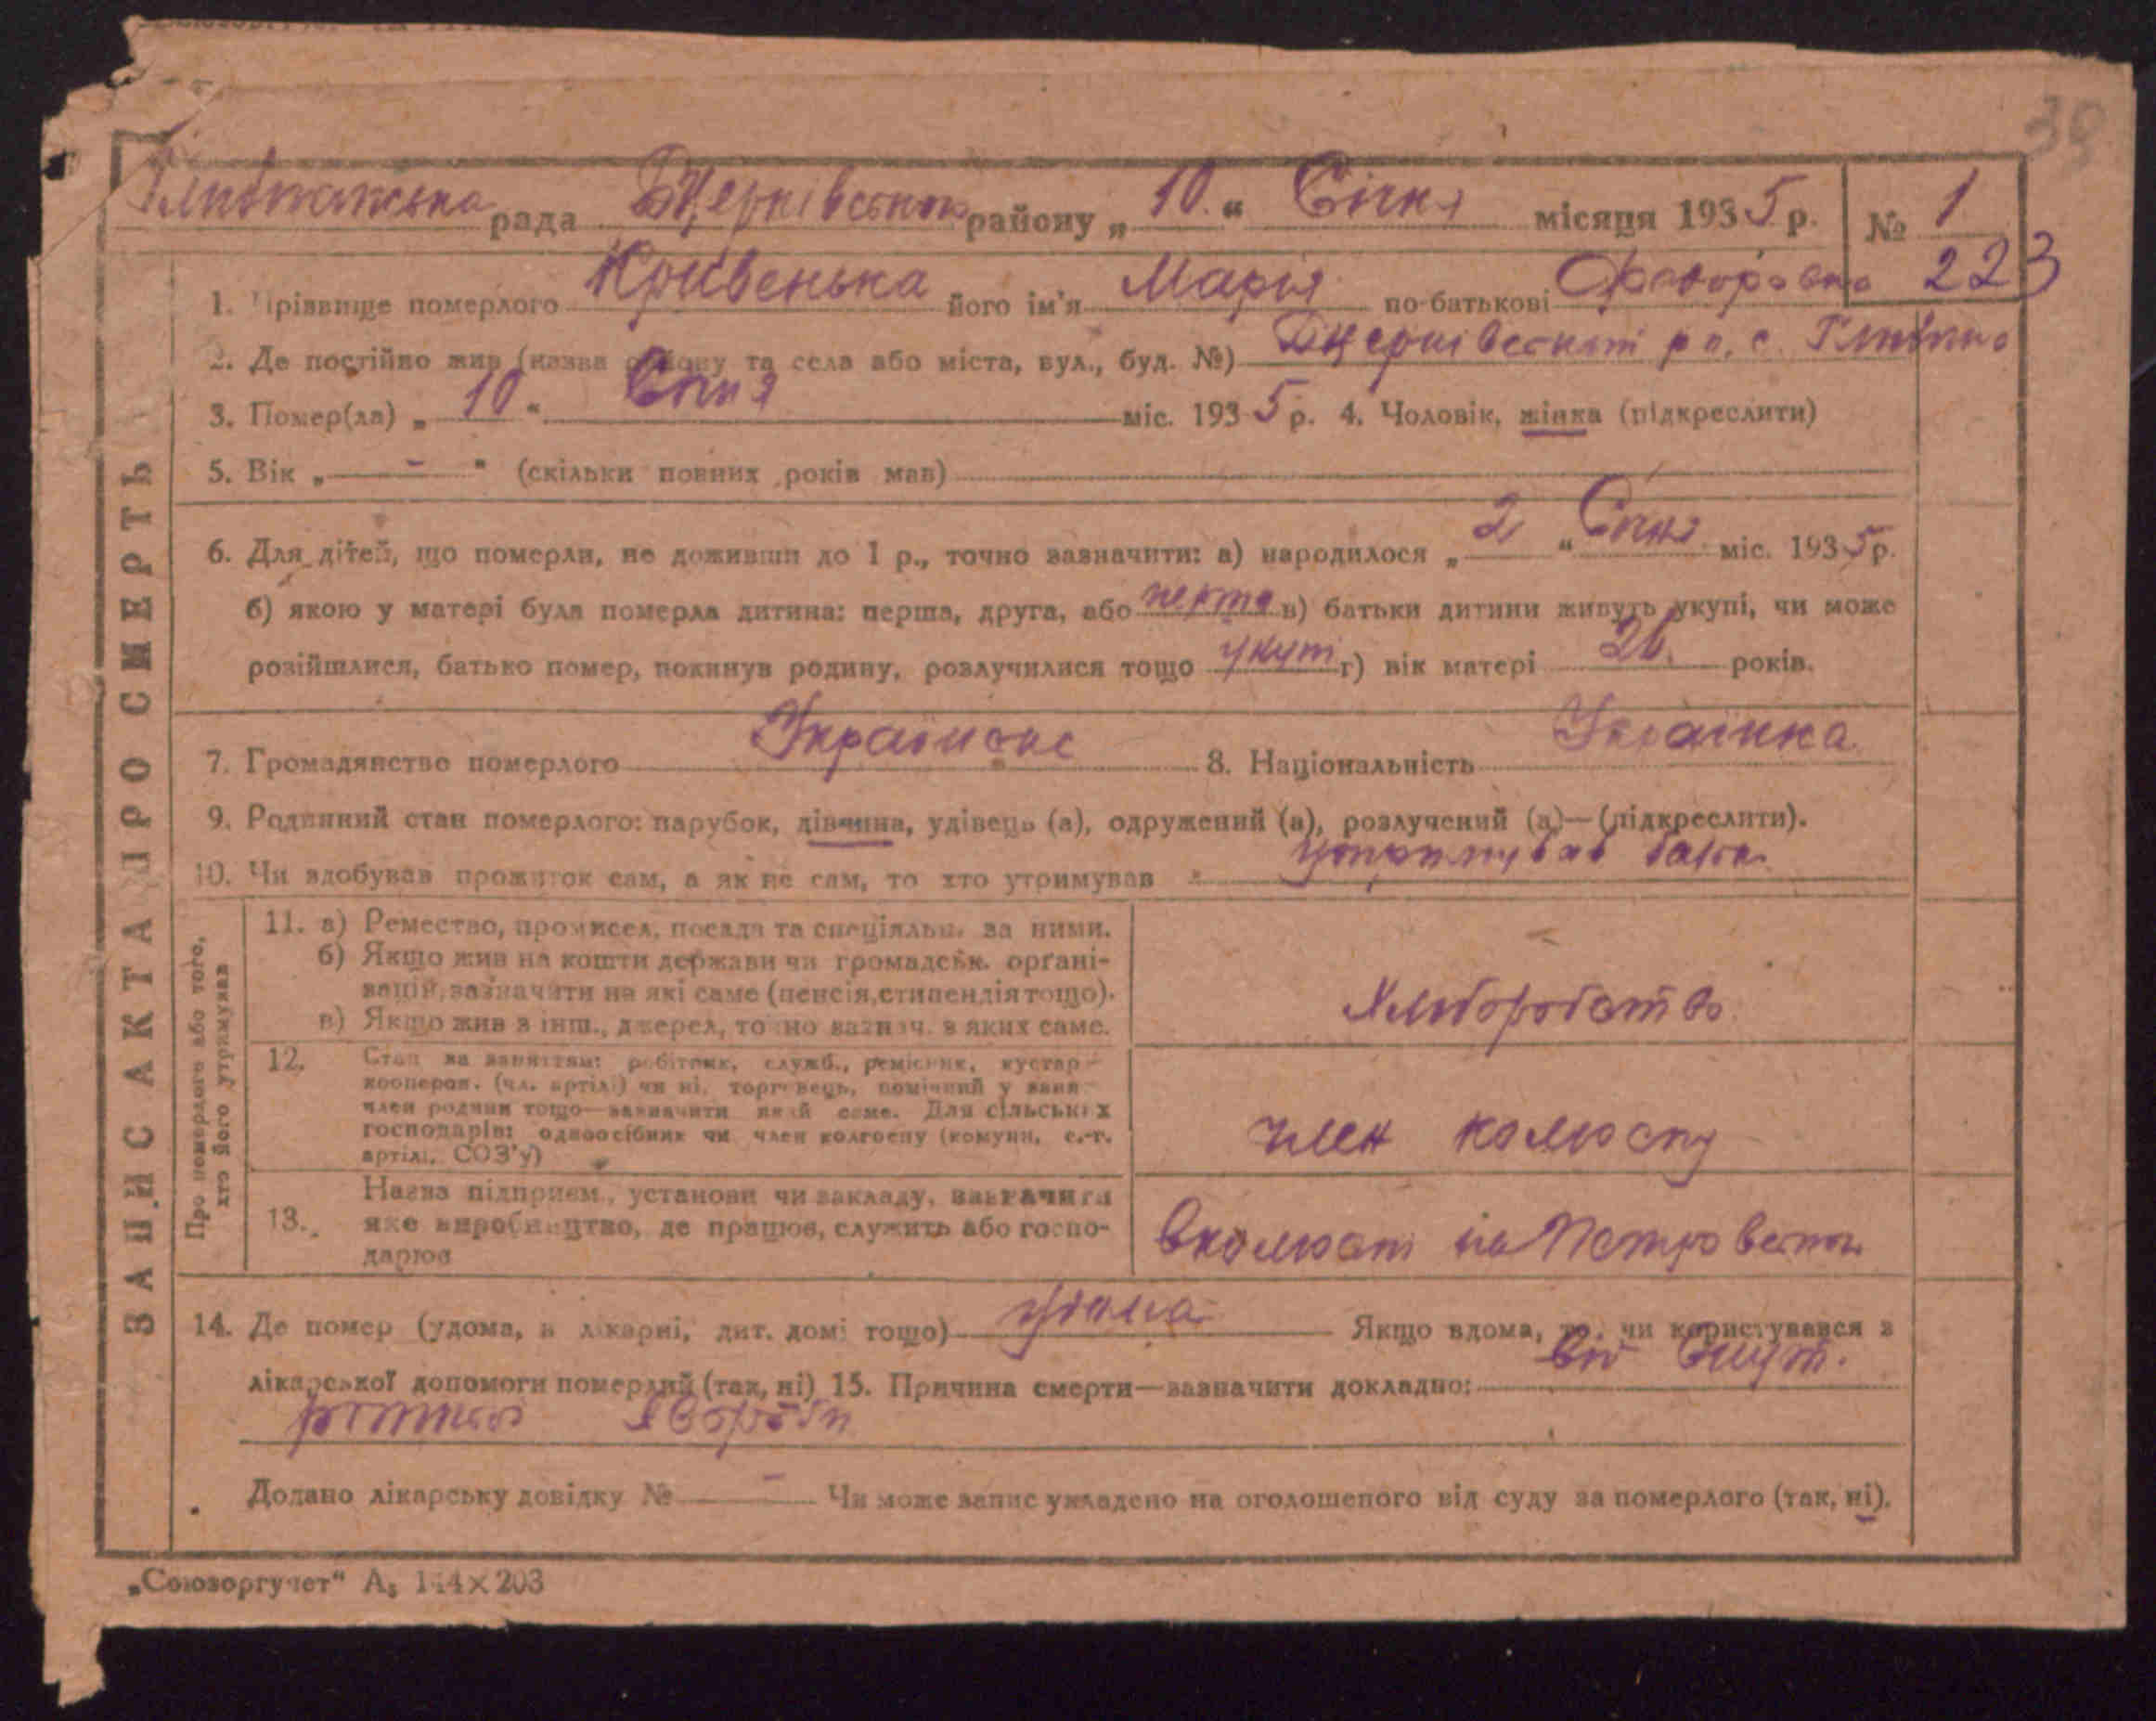 39
рада района „ 10. “ Січня місяця 1935 р. № 1
223
1. Прізвище померлого Кривенька його ім'я Марія по-батькові
2. Де постійно жив (назва району та села або міста, вул., буд. №)
3. Помер(ла) „ 10 “ Січня міс. 1935 р. 4. Чоловік, жінка (підкреслити)
5. Вік „ - “ (скільки повних років мав)
6. Для дітей, що померли, не доживши до 1 р., точно зазначити: а) народилося „ 2 “ Січня міс. 1935 р.
б) якою у матері була померла дитина: перша, друга, або перта в) батьки дитини живуть укупі, чи може
розійшлися, батько помер, покинув родину, розлучилися тощо укупі г) вік матері років.
7. Громадянство померлого 8. Національність Українка
9. Родинний стан померлого: парубок, дівчина, удівець (а), одружений (а), розлучений (а)—(підкреслити).
10. Чи здобував прожиток сам, а як не сам, то хто утримував
ЗАПИС АКТА ПРО СМЕРТЬ
Про померлого або того, хто його утримував
11. а) Ремество, промисел, посада та спеціяльн. за ними.
б) Якщо жив на кошти держави чи громадськ. орґані-
зацій, зазначити на які саме (пенсія, стипендія тощо).
в) Якщо жив з інш., джерел, точно зазнач. з яких саме.
Хліборобство.
12. Стан за заняттям: робітник, служб., ремісник, кустар
кооперов. (чл. артілі) чи ні, торговець, помічний у занят.
член родини тощо—зазначити який саме. Для сільських
господарів: одноосібник чи член колгоспу (комуни, с.-г.
артілі, СОЗ'у)
член колгоспу
13. Назва підприєм., установи чи закладу, зазначити
яке виробництво, де працює, служить або госпо-
дарює
14. Де помер (удома, в лікарні, дит. домі тощо) удома Якщо вдома, то чи користувався з
лікарської допомоги померлий (так, ні) 15. Причина смерти—зазначити докладно:
Додано лікарську довідку № - Чи може запис укладено на оголошеного від суду за померлого (так, ні).
„Союзоргучет“ А5 144×203